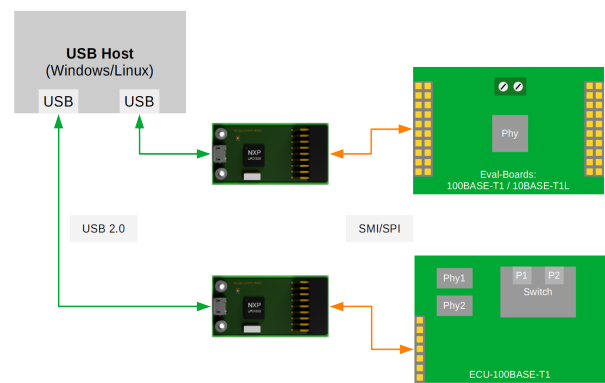 USB Host
(Windows/Linux)
USB
USB
NXP
Phy
Eval-Boards:
100BASE-T1 / 10BASE-T1L
USB 2.0
SMI/SPI
NXP
Phy1
Phy2
P1
P2
Switch
ECU-100BASE-T1